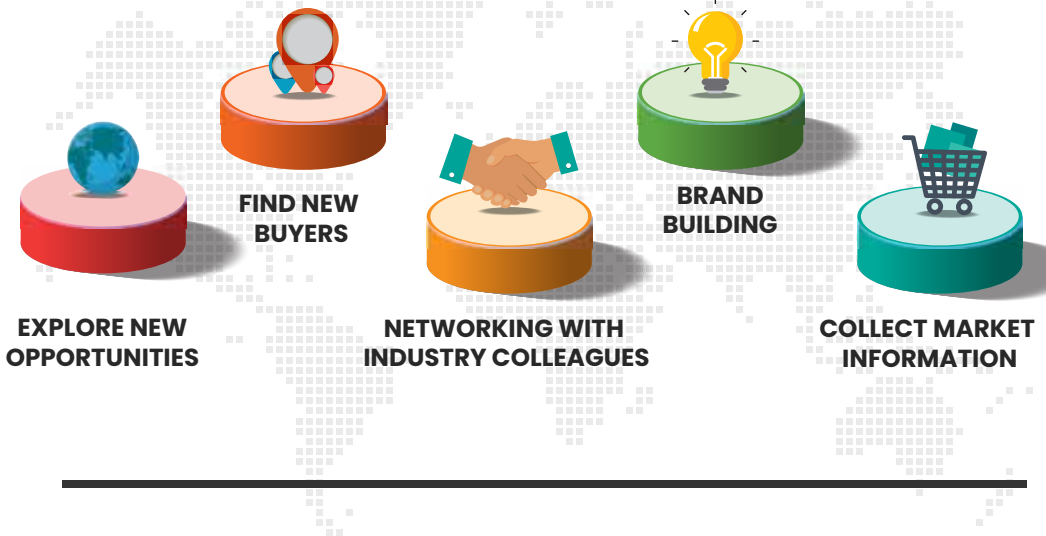 EXPLORE NEW
OPPORTUNITIES
FIND NEW
BUYERS
NETWORKING WITH
INDUSTRY COLLEAGUES
BRAND
BUILDING
COLLECT MARKET
INFORMATION